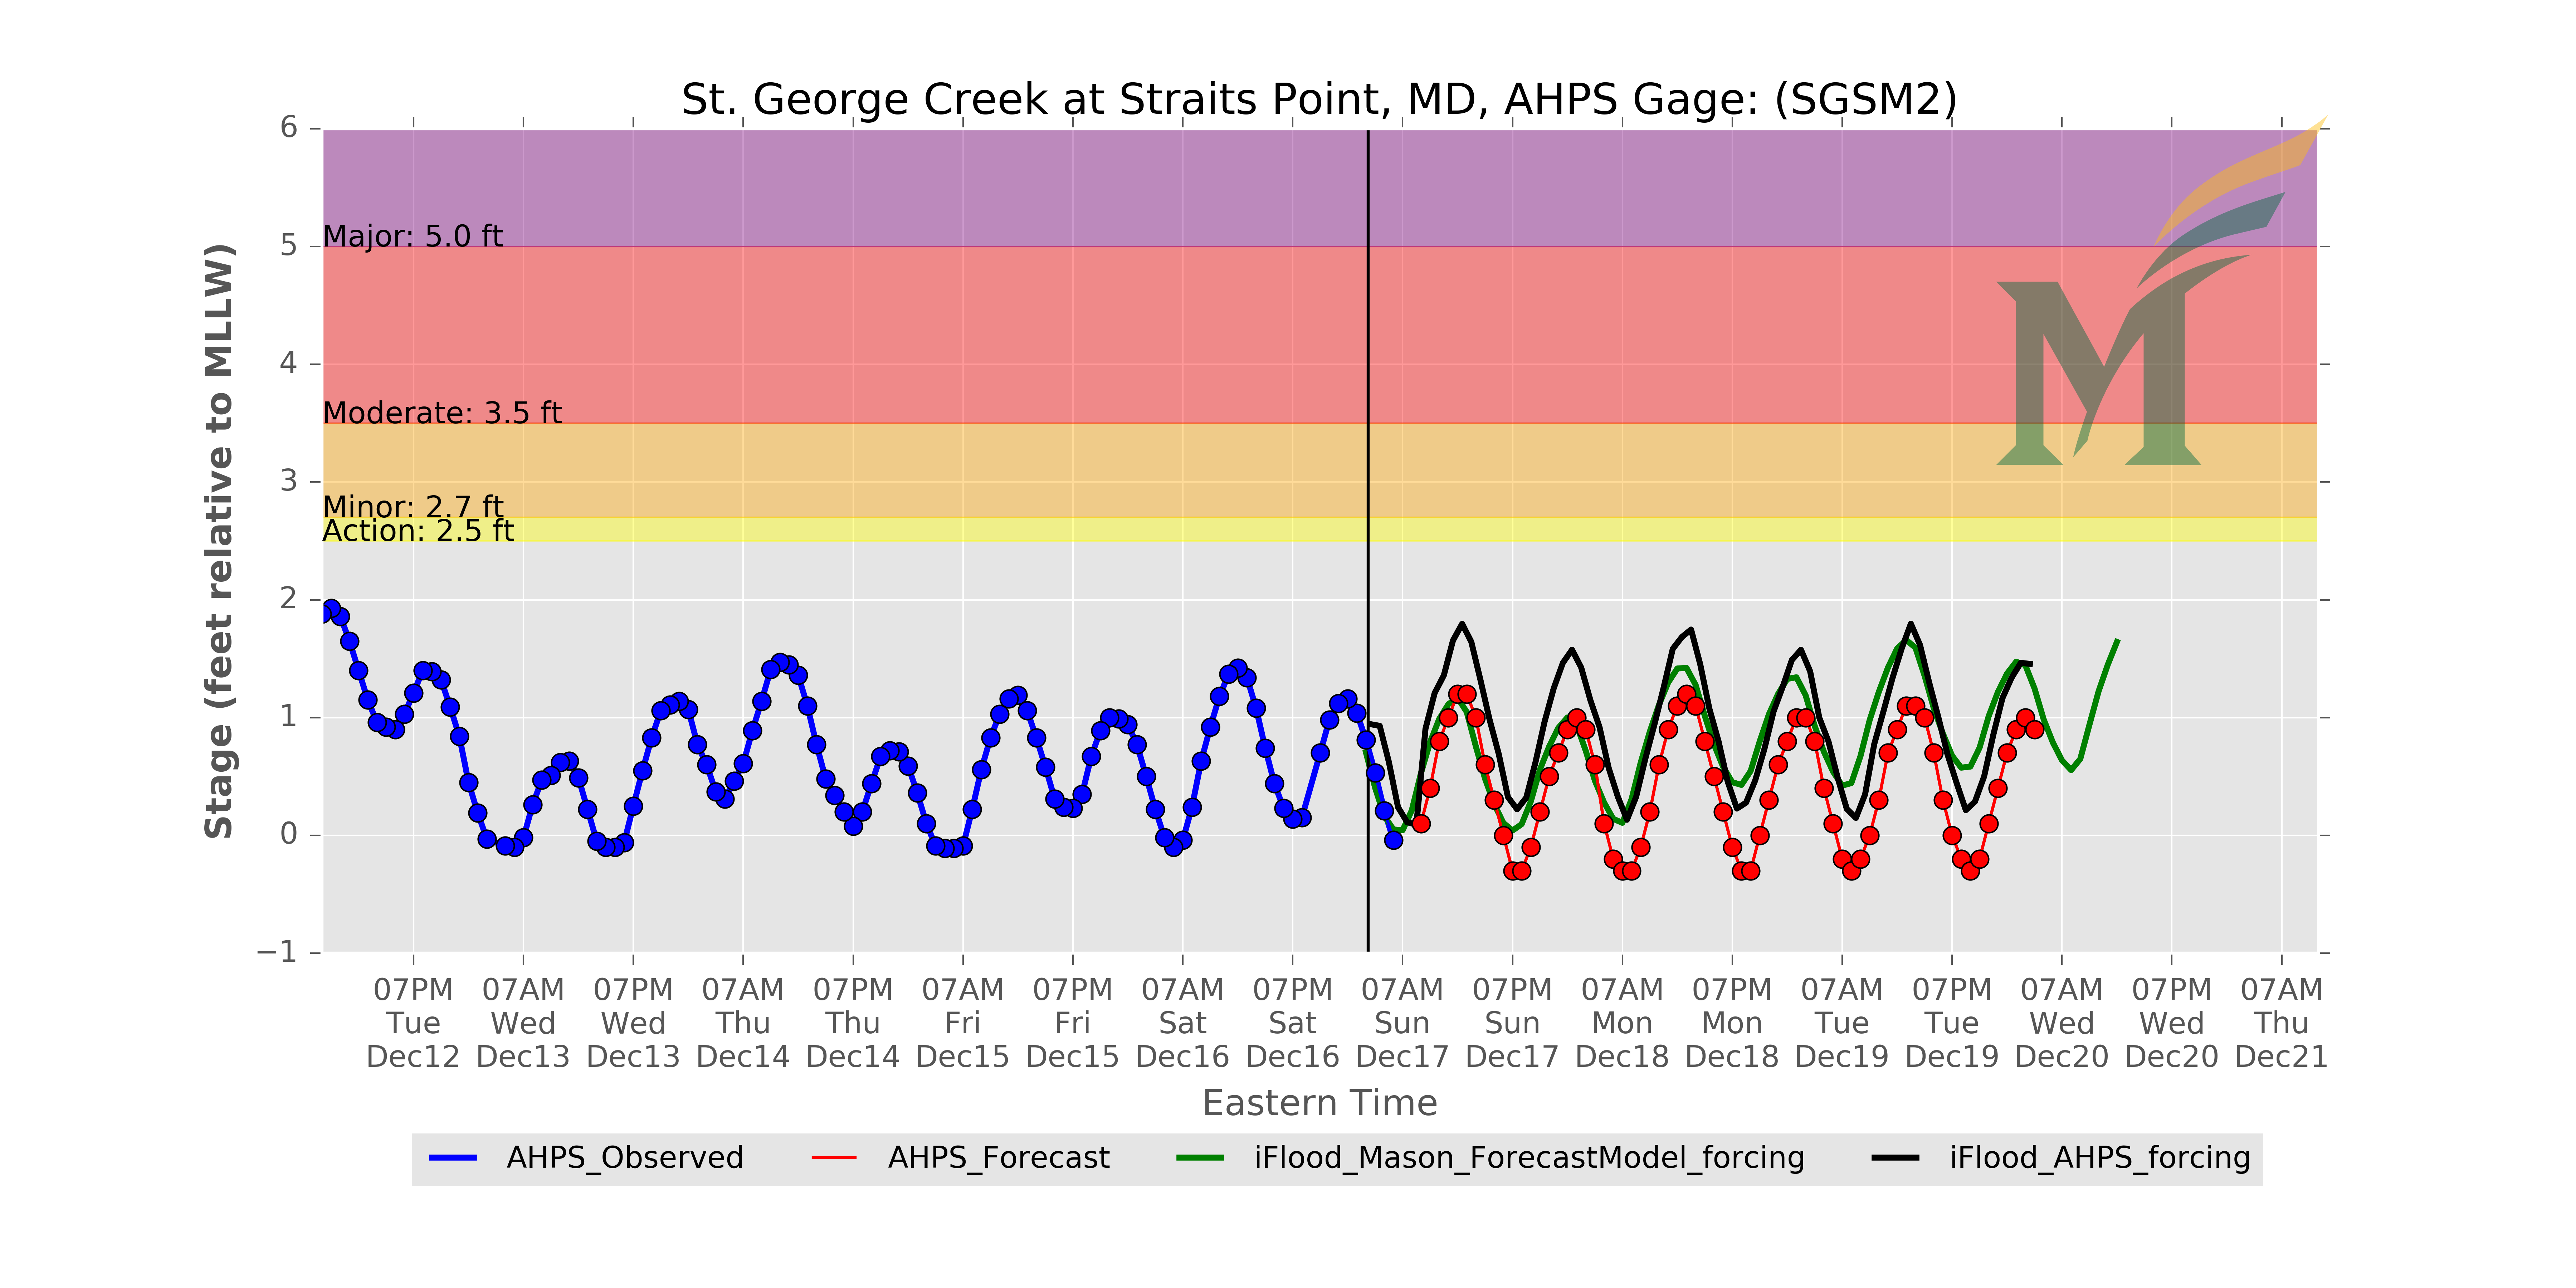 St. George Creek at Straits Point, MD, AHPS Gage: (SGSM2)
Stage (feet relative to MLLW)
6
5
4
3
2
1
0
−1
Major: 5.0 ft
Moderate: 3.5 ft
Minor: 2.7 ft
Action: 2.5 ft
M
07PM 07AM 07PM 07AM 07PM 07AM 07PM 07AM 07PM 07AM 07PM 07AM 07PM 07AM 07PM 07AM 07PM 07AM
Tue Wed Wed Thu Thu Fri Fri Sat Sat Sun Sun Mon Mon Tue Tue Wed Wed Thu
Dec12 Dec13 Dec13 Dec14 Dec14 Dec15 Dec15 Dec16 Dec16 Dec17 Dec17 Dec18 Dec18 Dec19 Dec19 Dec20 Dec20 Dec21
Eastern Time
AHPS_Observed AHPS_Forecast iFlood_Mason_ForecastModel_forcing iFlood_AHPS_forcing